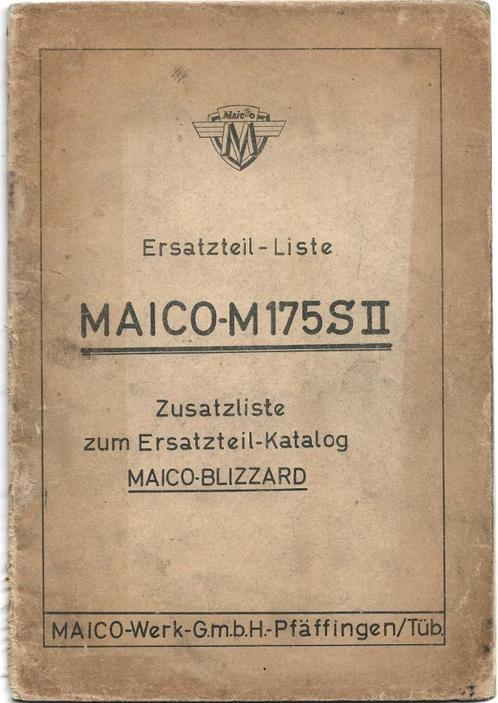 Maico
M
Ersatzteil-Liste
MAICO-M175SII
Zusatzliste
zum Ersatzteil-Katalog
MAICO-BLIZZARD
MAICO-Werk-G.m.b.H.-Pfäffingen/Tüb.